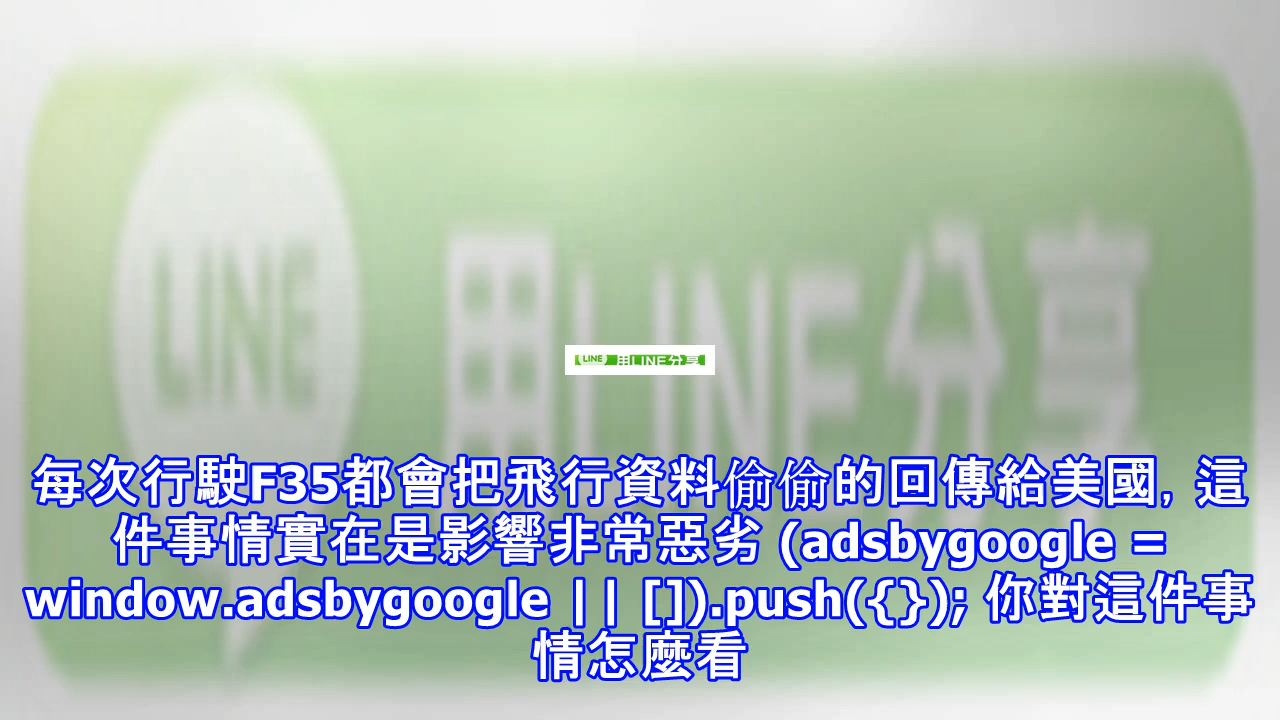 LINE
用LINE分享
LINE 用LINE分享
每次行駛F35都會把飛行資料偷偷的回傳給美國，這
件事情實在是影響非常惡劣 (adsbygoogle =
window.adsbygoogle || []).push({}); 你對這件事
情怎麼看